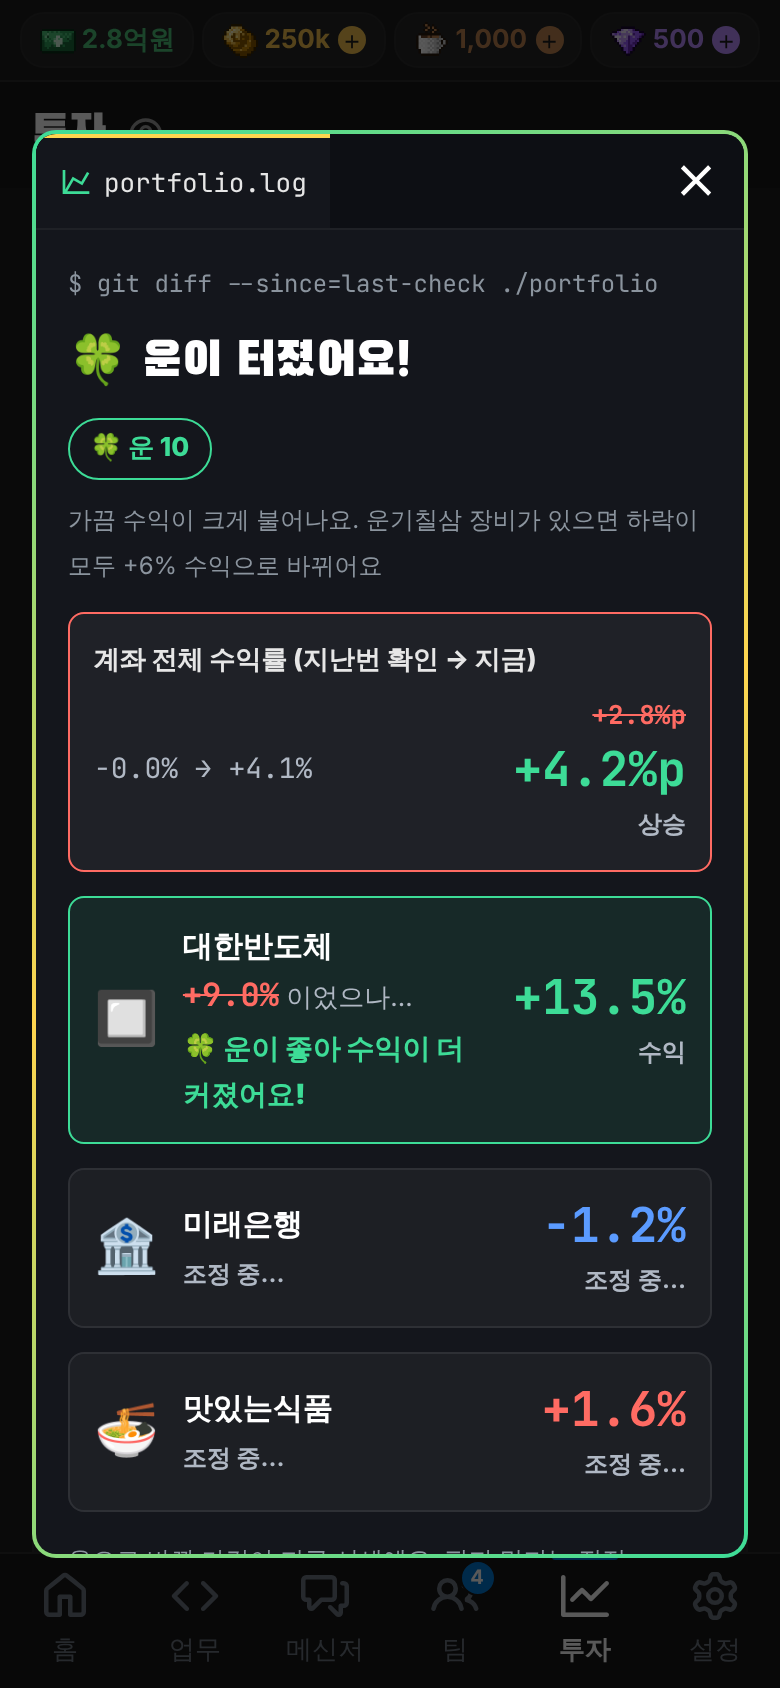 2.8억원 250k + 1,000 + 500 +
투자
portfolio.log
$ git diff --since=last-check ./portfolio
🍀 운이 터졌어요!
🍀 운 10
가끔 수익이 크게 불어나요. 운기칠삼 장비가 있으면 하락이
모두 +6% 수익으로 바뀌어요
계좌 전체 수익률 (지난번 확인 → 지금)
+2.8%p
-0.0% → +4.1%
+4.2%p
상승
대한반도체
+9.0% 이었으나...
🍀 운이 좋아 수익이 더
커졌어요!
+13.5%
수익
미래은행
조정 중...
-1.2%
조정 중...
맛있는식품
조정 중...
+1.6%
조정 중...
4
홈 업무 메신저 팀 투자 설정